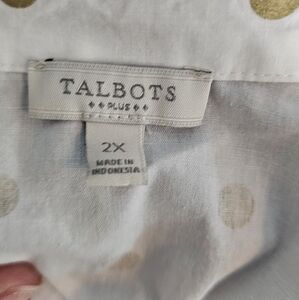 TALBOTS
PLUS
2X
MADE IN
INDONESIA